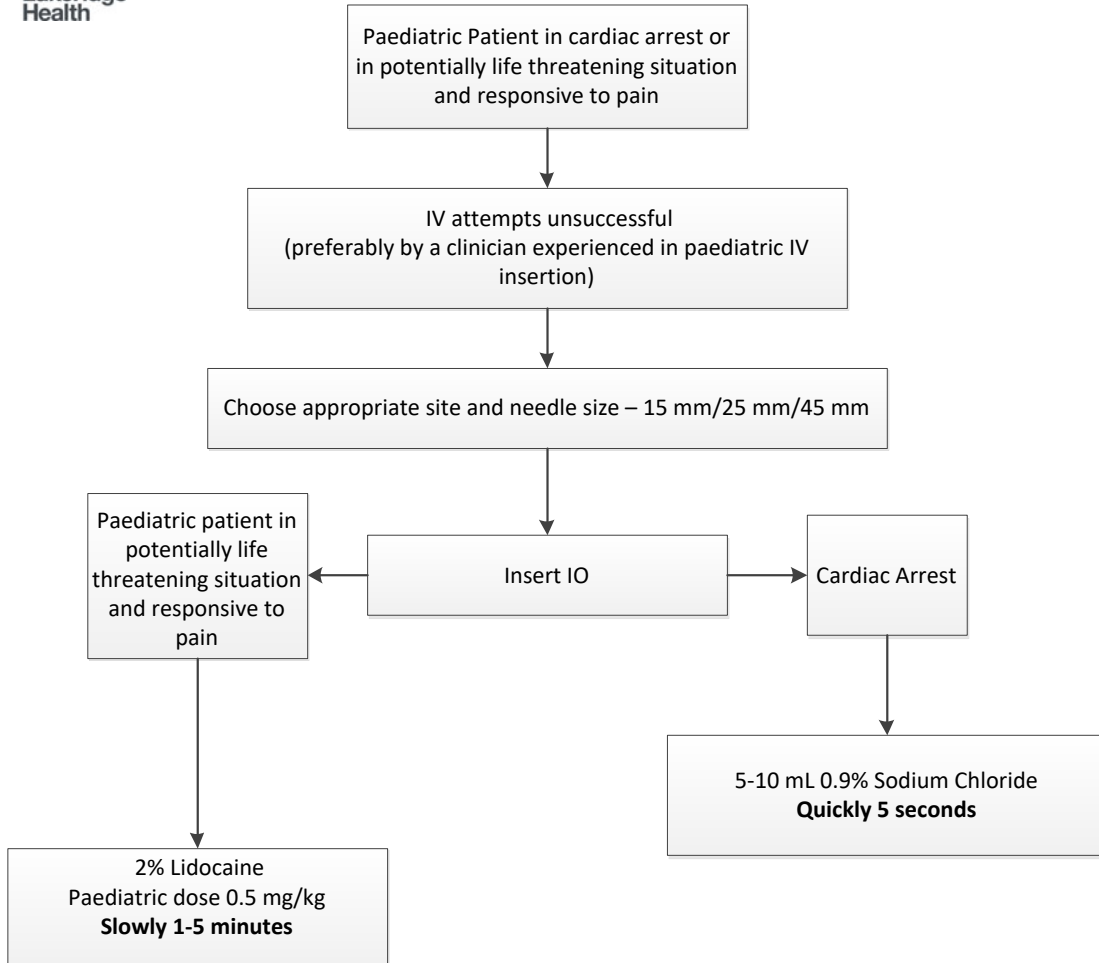 Health
Paediatric Patient in cardiac arrest or
in potentially life threatening situation
and responsive to pain
IV attempts unsuccessful
(preferably by a clinician experienced in paediatric IV
insertion)
Choose appropriate site and needle size – 15 mm/25 mm/45 mm
Paediatric patient in
potentially life
threatening situation
and responsive to
pain
Insert IO
Cardiac Arrest
5-10 mL 0.9% Sodium Chloride
Quickly 5 seconds
2% Lidocaine
Paediatric dose 0.5 mg/kg
Slowly 1-5 minutes